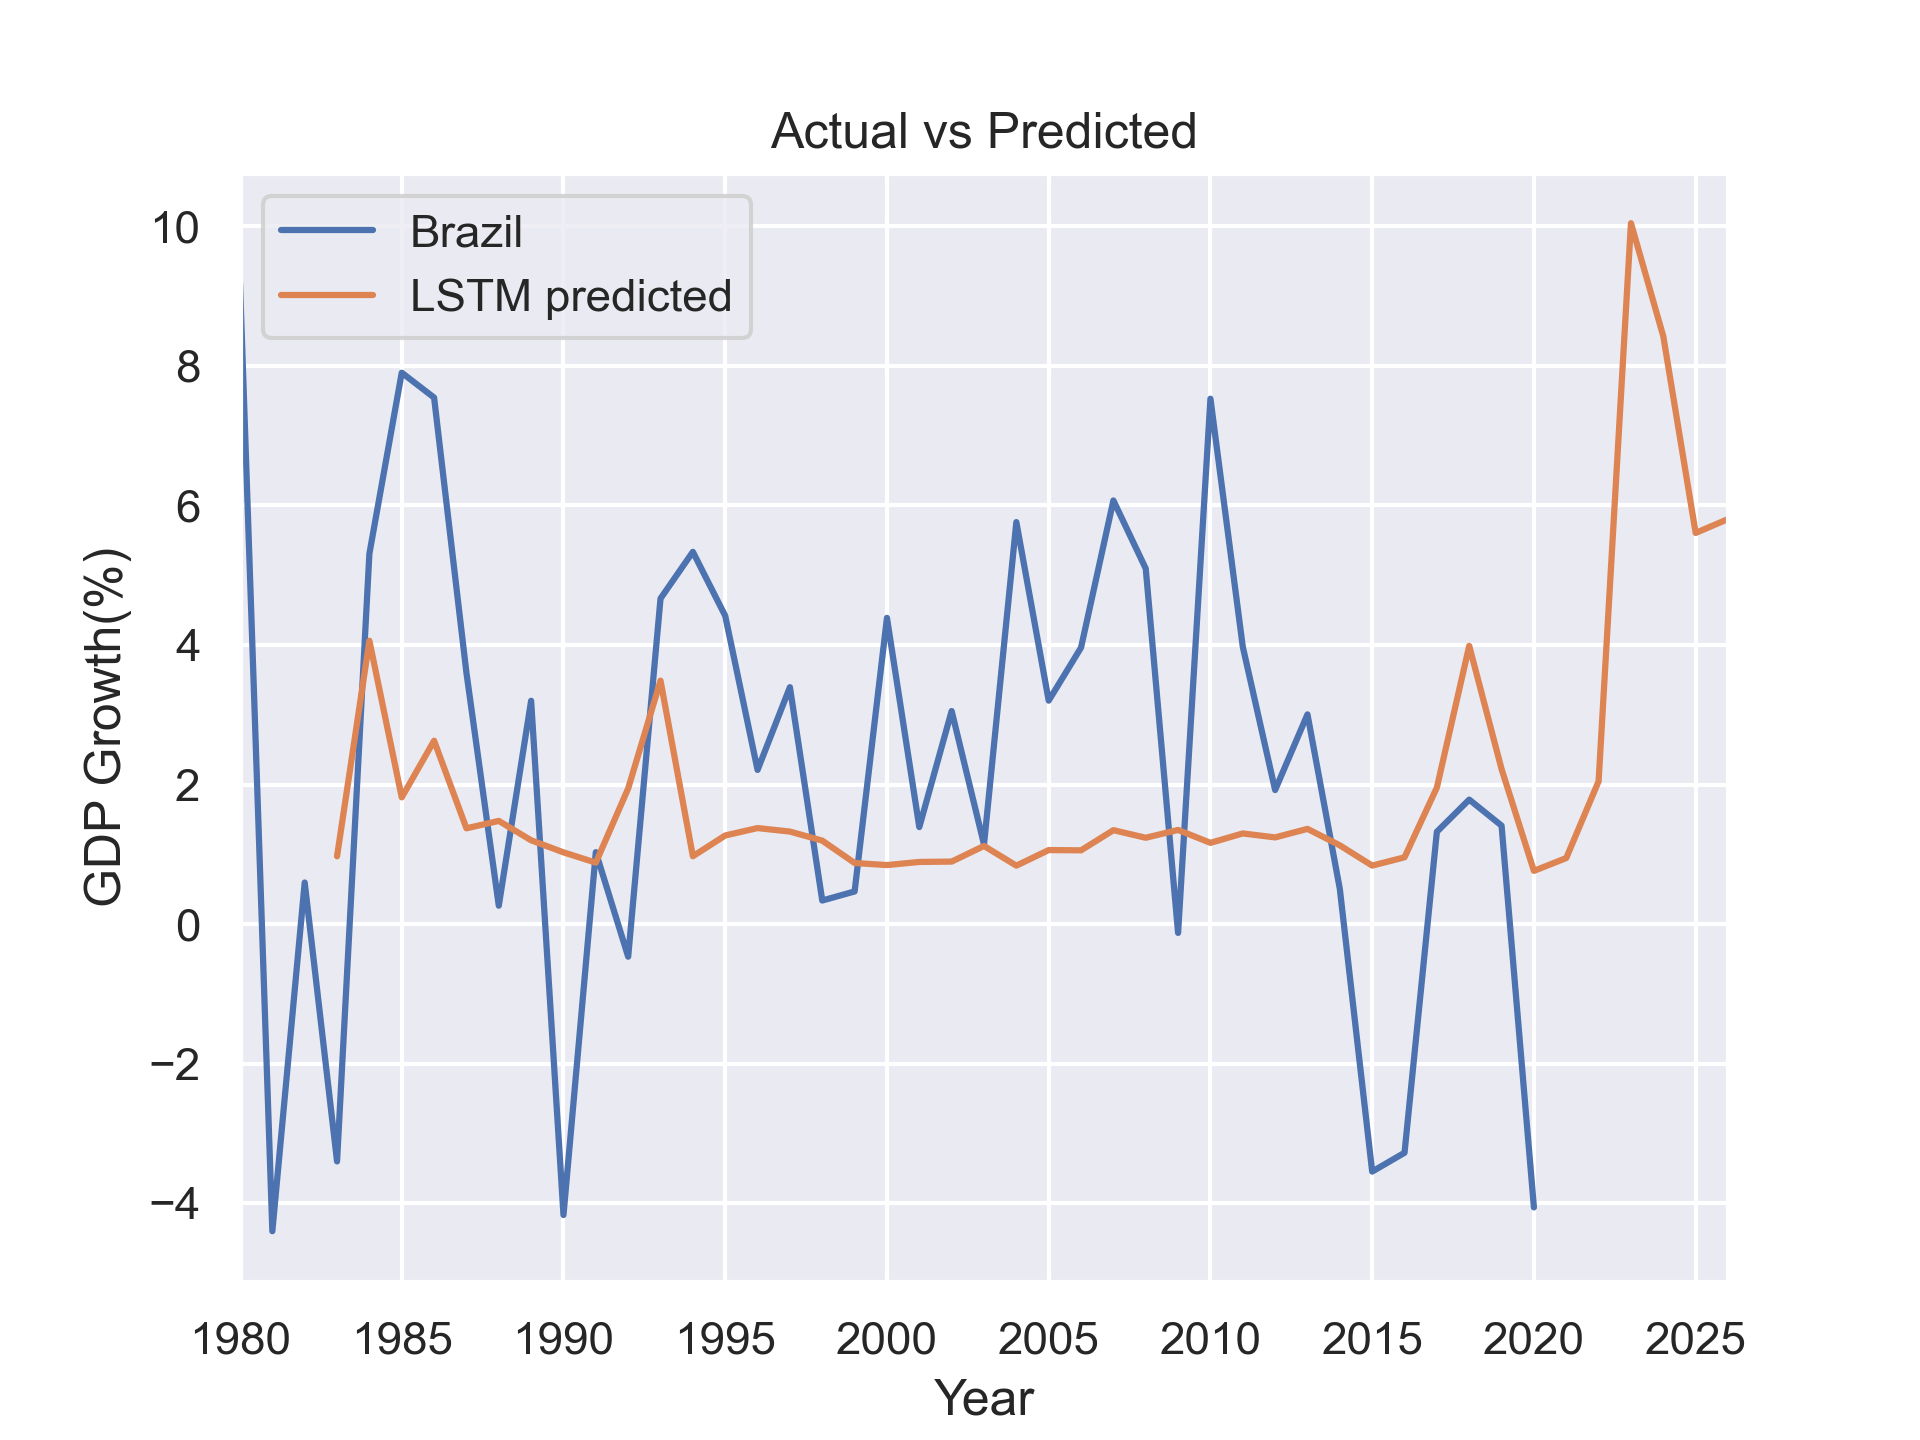 Actual vs Predicted
Brazil
LSTM predicted
10
8
6
4
2
0
−2
−4
GDP Growth(%)
1980 1985 1990 1995 2000 2005 2010 2015 2020 2025
Year